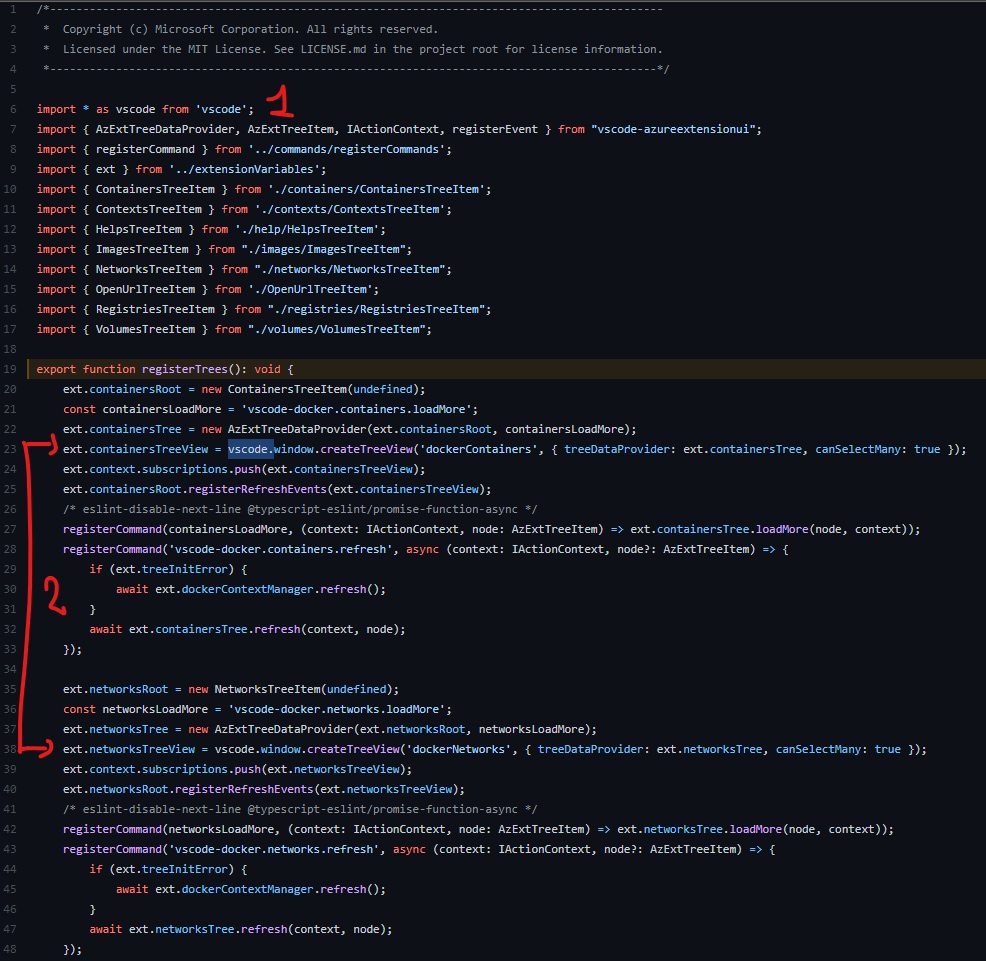 1 /*---------------------------------------------------------------------------------------------
2 * Copyright (c) Microsoft Corporation. All rights reserved.
3 * Licensed under the MIT License. See LICENSE.md in the project root for license information.
4 *--------------------------------------------------------------------------------------------*/
5
6 import * as vscode from 'vscode'; 1
7 import { AzExtTreeDataProvider, AzExtTreeItem, IActionContext, registerEvent } from "vscode-azureextensionui";
8 import { registerCommand } from '../commands/registerCommands';
9 import { ext } from '../extensionVariables';
10 import { ContainersTreeItem } from './containers/ContainersTreeItem';
11 import { ContextsTreeItem } from './contexts/ContextsTreeItem';
12 import { HelpsTreeItem } from './help/HelpsTreeItem';
13 import { ImagesTreeItem } from "./images/ImagesTreeItem";
14 import { NetworksTreeItem } from "./networks/NetworksTreeItem";
15 import { OpenUrlTreeItem } from './OpenUrlTreeItem';
16 import { RegistriesTreeItem } from "./registries/RegistriesTreeItem";
17 import { VolumesTreeItem } from "./volumes/VolumesTreeItem";
18
19 export function registerTrees(): void {
20 ext.containersRoot = new ContainersTreeItem(undefined);
21 const containersLoadMore = 'vscode-docker.containers.loadMore';
22 ext.containersTree = new AzExtTreeDataProvider(ext.containersRoot, containersLoadMore);
23 ext.containersTreeView = vscode.window.createTreeView('dockerContainers', { treeDataProvider: ext.containersTree, canSelectMany: true });
24 ext.context.subscriptions.push(ext.containersTreeView);
25 ext.containersRoot.registerRefreshEvents(ext.containersTreeView);
26 /* eslint-disable-next-line @typescript-eslint/promise-function-async */
27 registerCommand(containersLoadMore, (context: IActionContext, node: AzExtTreeItem) => ext.containersTree.loadMore(node, context));
28 registerCommand('vscode-docker.containers.refresh', async (context: IActionContext, node?: AzExtTreeItem) => {
29 if (ext.treeInitError) {
30 await ext.dockerContextManager.refresh();
31 } 2
32 await ext.containersTree.refresh(context, node);
33 });
34
35 ext.networksRoot = new NetworksTreeItem(undefined);
36 const networksLoadMore = 'vscode-docker.networks.loadMore';
37 ext.networksTree = new AzExtTreeDataProvider(ext.networksRoot, networksLoadMore);
38 ext.networksTreeView = vscode.window.createTreeView('dockerNetworks', { treeDataProvider: ext.networksTree, canSelectMany: true });
39 ext.context.subscriptions.push(ext.networksTreeView);
40 ext.networksRoot.registerRefreshEvents(ext.networksTreeView);
41 /* eslint-disable-next-line @typescript-eslint/promise-function-async */
42 registerCommand(networksLoadMore, (context: IActionContext, node: AzExtTreeItem) => ext.networksTree.loadMore(node, context));
43 registerCommand('vscode-docker.networks.refresh', async (context: IActionContext, node?: AzExtTreeItem) => {
44 if (ext.treeInitError) {
45 await ext.dockerContextManager.refresh();
46 }
47 await ext.networksTree.refresh(context, node);
48 });